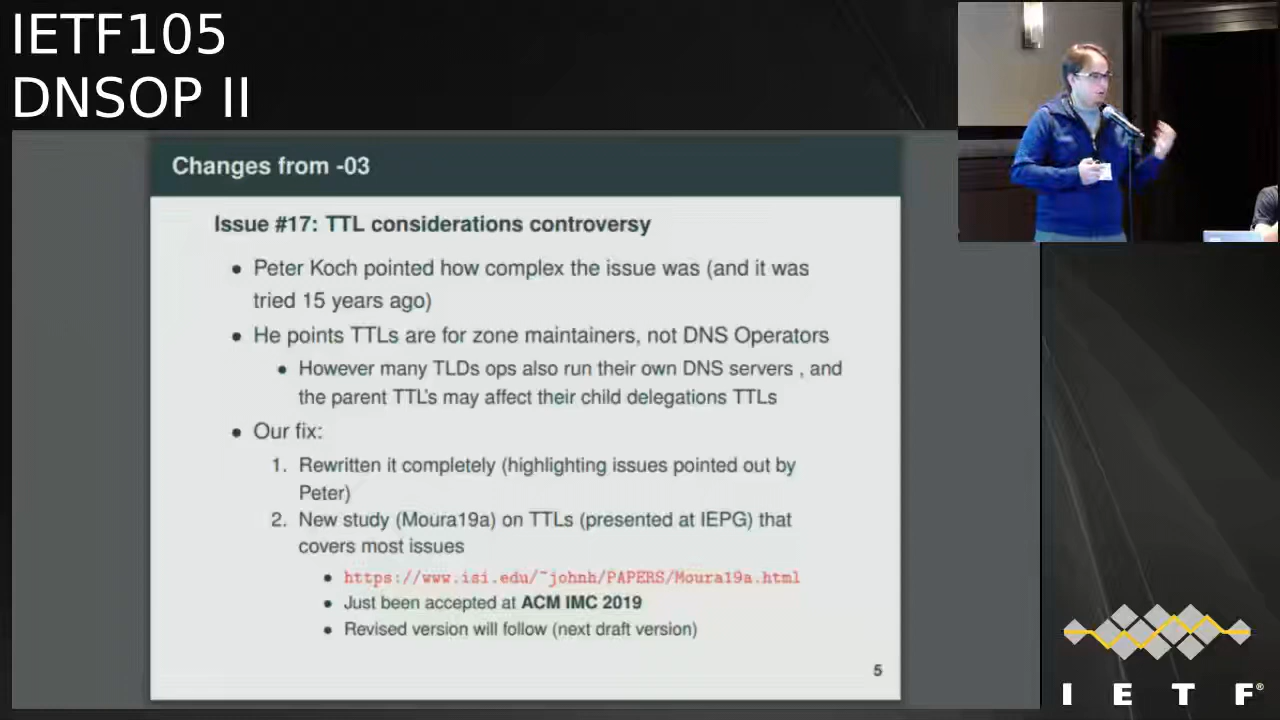 IETF105
DNSOP II
Changes from -03
Issue #17: TTL considerations controversy
• Peter Koch pointed how complex the issue was (and it was
tried 15 years ago)
• He points TTLs are for zone maintainers, not DNS Operators
• However many TLDs ops also run their own DNS servers , and
the parent TTL's may affect their child delegations TTLs
• Our fix:
1. Rewritten it completely (highlighting issues pointed out by
Peter)
2. New study (Moura19a) on TTLs (presented at IEPG) that
covers most issues
• https://www.isi.edu/~johnh/PAPERS/Moura19a.html
• Just been accepted at ACM IMC 2019
• Revised version will follow (next draft version)
5
I E T F®